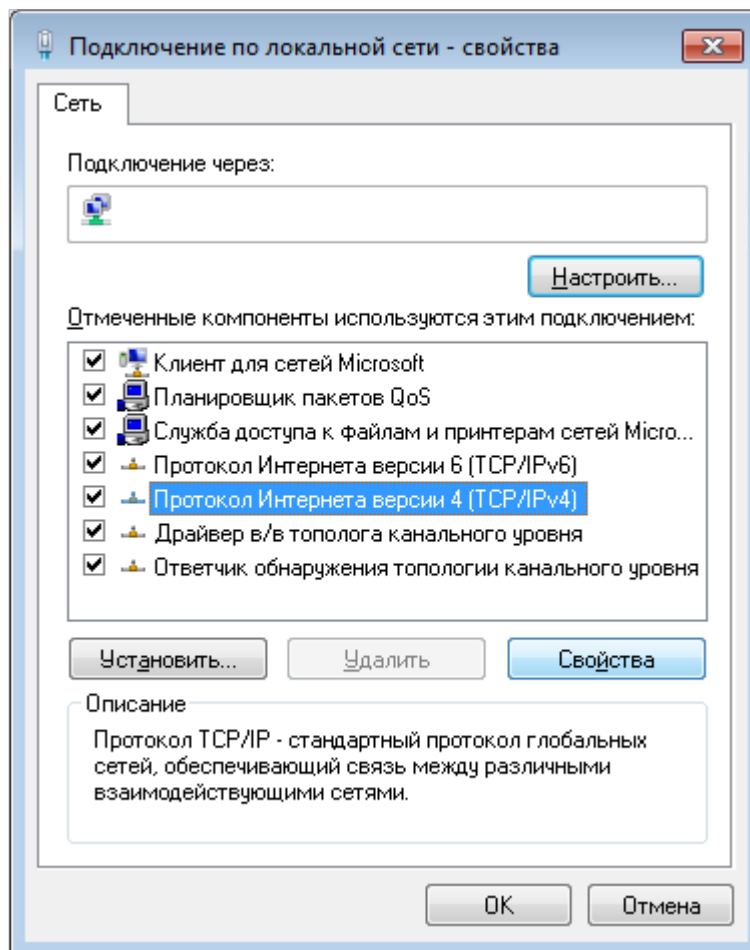 Подключение по локальной сети - свойства
Сеть
Подключение через:
Настроить...
Отмеченные компоненты используются этим подключением:
Клиент для сетей Microsoft
Планировщик пакетов QoS
Служба доступа к файлам и принтерам сетей Micro...
Протокол Интернета версии 6 (TCP/IPv6)
Протокол Интернета версии 4 (TCP/IPv4)
Драйвер в/в тополога канального уровня
Ответчик обнаружения топологии канального уровня
Установить... Удалить Свойства
Описание
Протокол TCP/IP - стандартный протокол глобальных
сетей, обеспечивающий связь между различными
взаимодействующими сетями.
OK Отмена